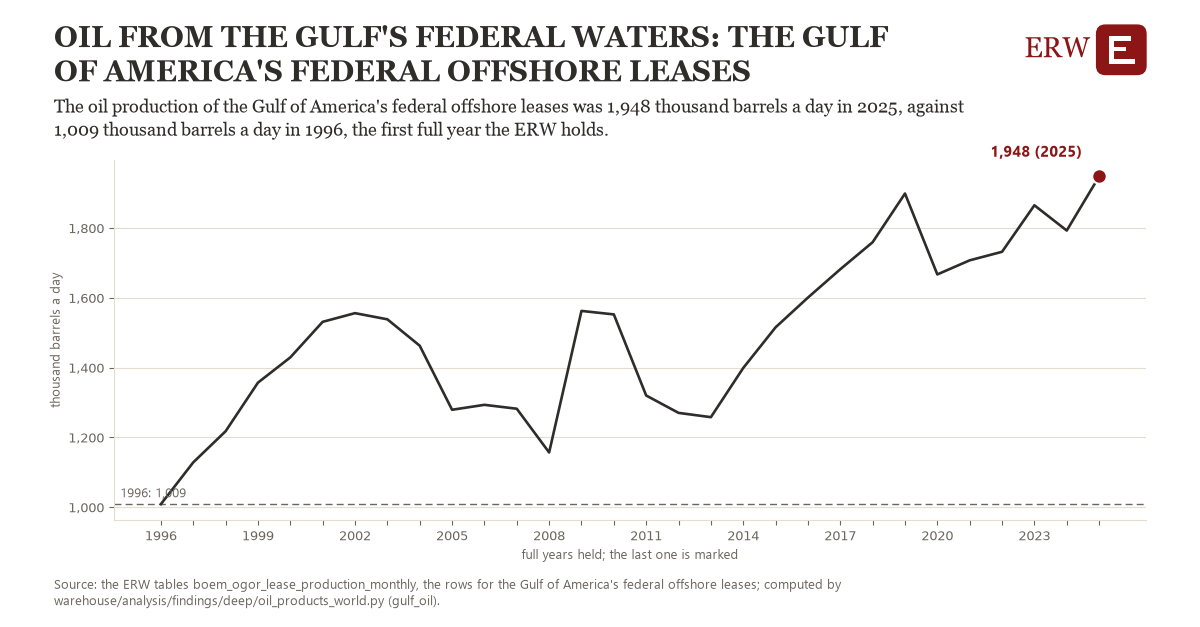 OIL FROM THE GULF'S FEDERAL WATERS: THE GULF
OF AMERICA'S FEDERAL OFFSHORE LEASES
ERW E
The oil production of the Gulf of America's federal offshore leases was 1,948 thousand barrels a day in 2025, against
1,009 thousand barrels a day in 1996, the first full year the ERW holds.
1,948 (2025)
1,800
1,600
1,400
1,200
1,000
thousand barrels a day
1996: 1,009
1996 1999 2002 2005 2008 2011 2014 2017 2020 2023
full years held; the last one is marked
Source: the ERW tables boem_ogor_lease_production_monthly, the rows for the Gulf of America's federal offshore leases; computed by
warehouse/analysis/findings/deep/oil_products_world.py (gulf_oil).